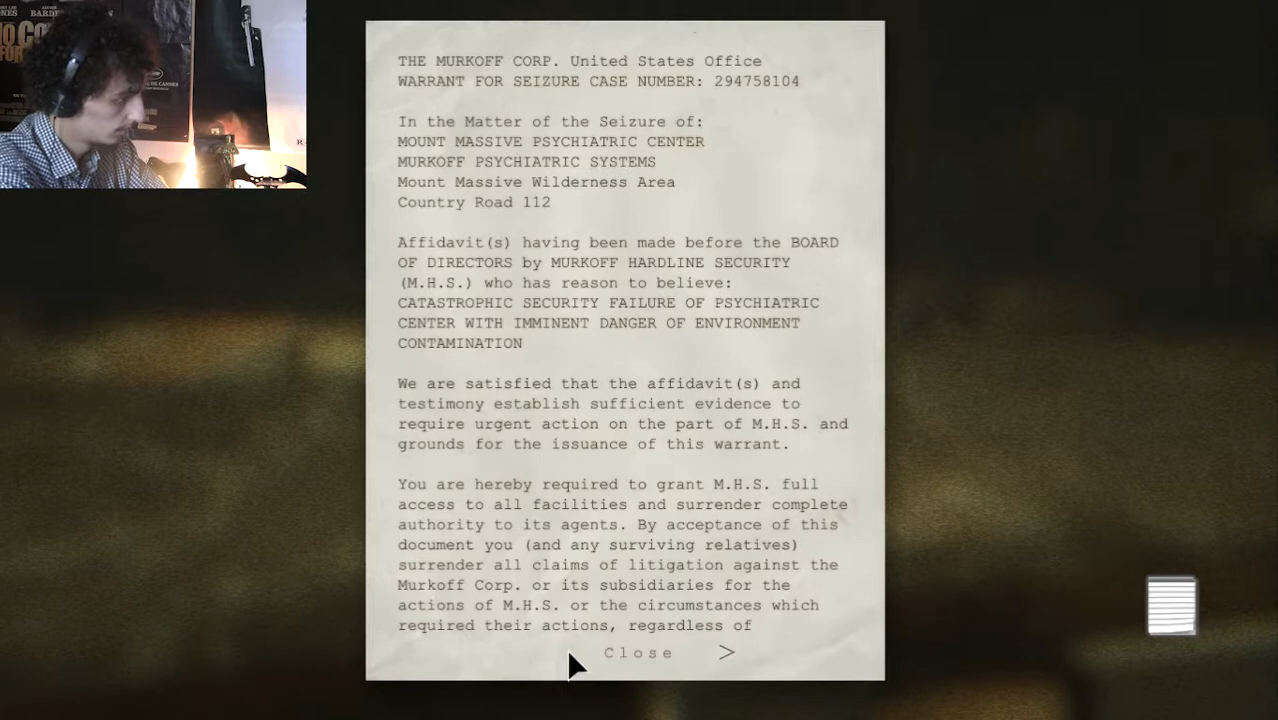 JAVIER
BARDE
NO CO
FOR
THE MURKOFF CORP. United States Office
WARRANT FOR SEIZURE CASE NUMBER: 294758104
In the Matter of the Seizure of:
MOUNT MASSIVE PSYCHIATRIC CENTER
MURKOFF PSYCHIATRIC SYSTEMS
Mount Massive Wilderness Area
Country Road 112
Affidavit(s) having been made before the BOARD
OF DIRECTORS by MURKOFF HARDLINE SECURITY
(M.H.S.) who has reason to believe:
CATASTROPHIC SECURITY FAILURE OF PSYCHIATRIC
CENTER WITH IMMINENT DANGER OF ENVIRONMENT
CONTAMINATION
We are satisfied that the affidavit(s) and
testimony establish sufficient evidence to
require urgent action on the part of M.H.S. and
grounds for the issuance of this warrant.
You are hereby required to grant M.H.S. full
access to all facilities and surrender complete
authority to its agents. By acceptance of this
document you (and any surviving relatives)
surrender all claims of litigation against the
Murkoff Corp. or its subsidiaries for the
actions of M.H.S. or the circumstances which
required their actions, regardless of
Close >